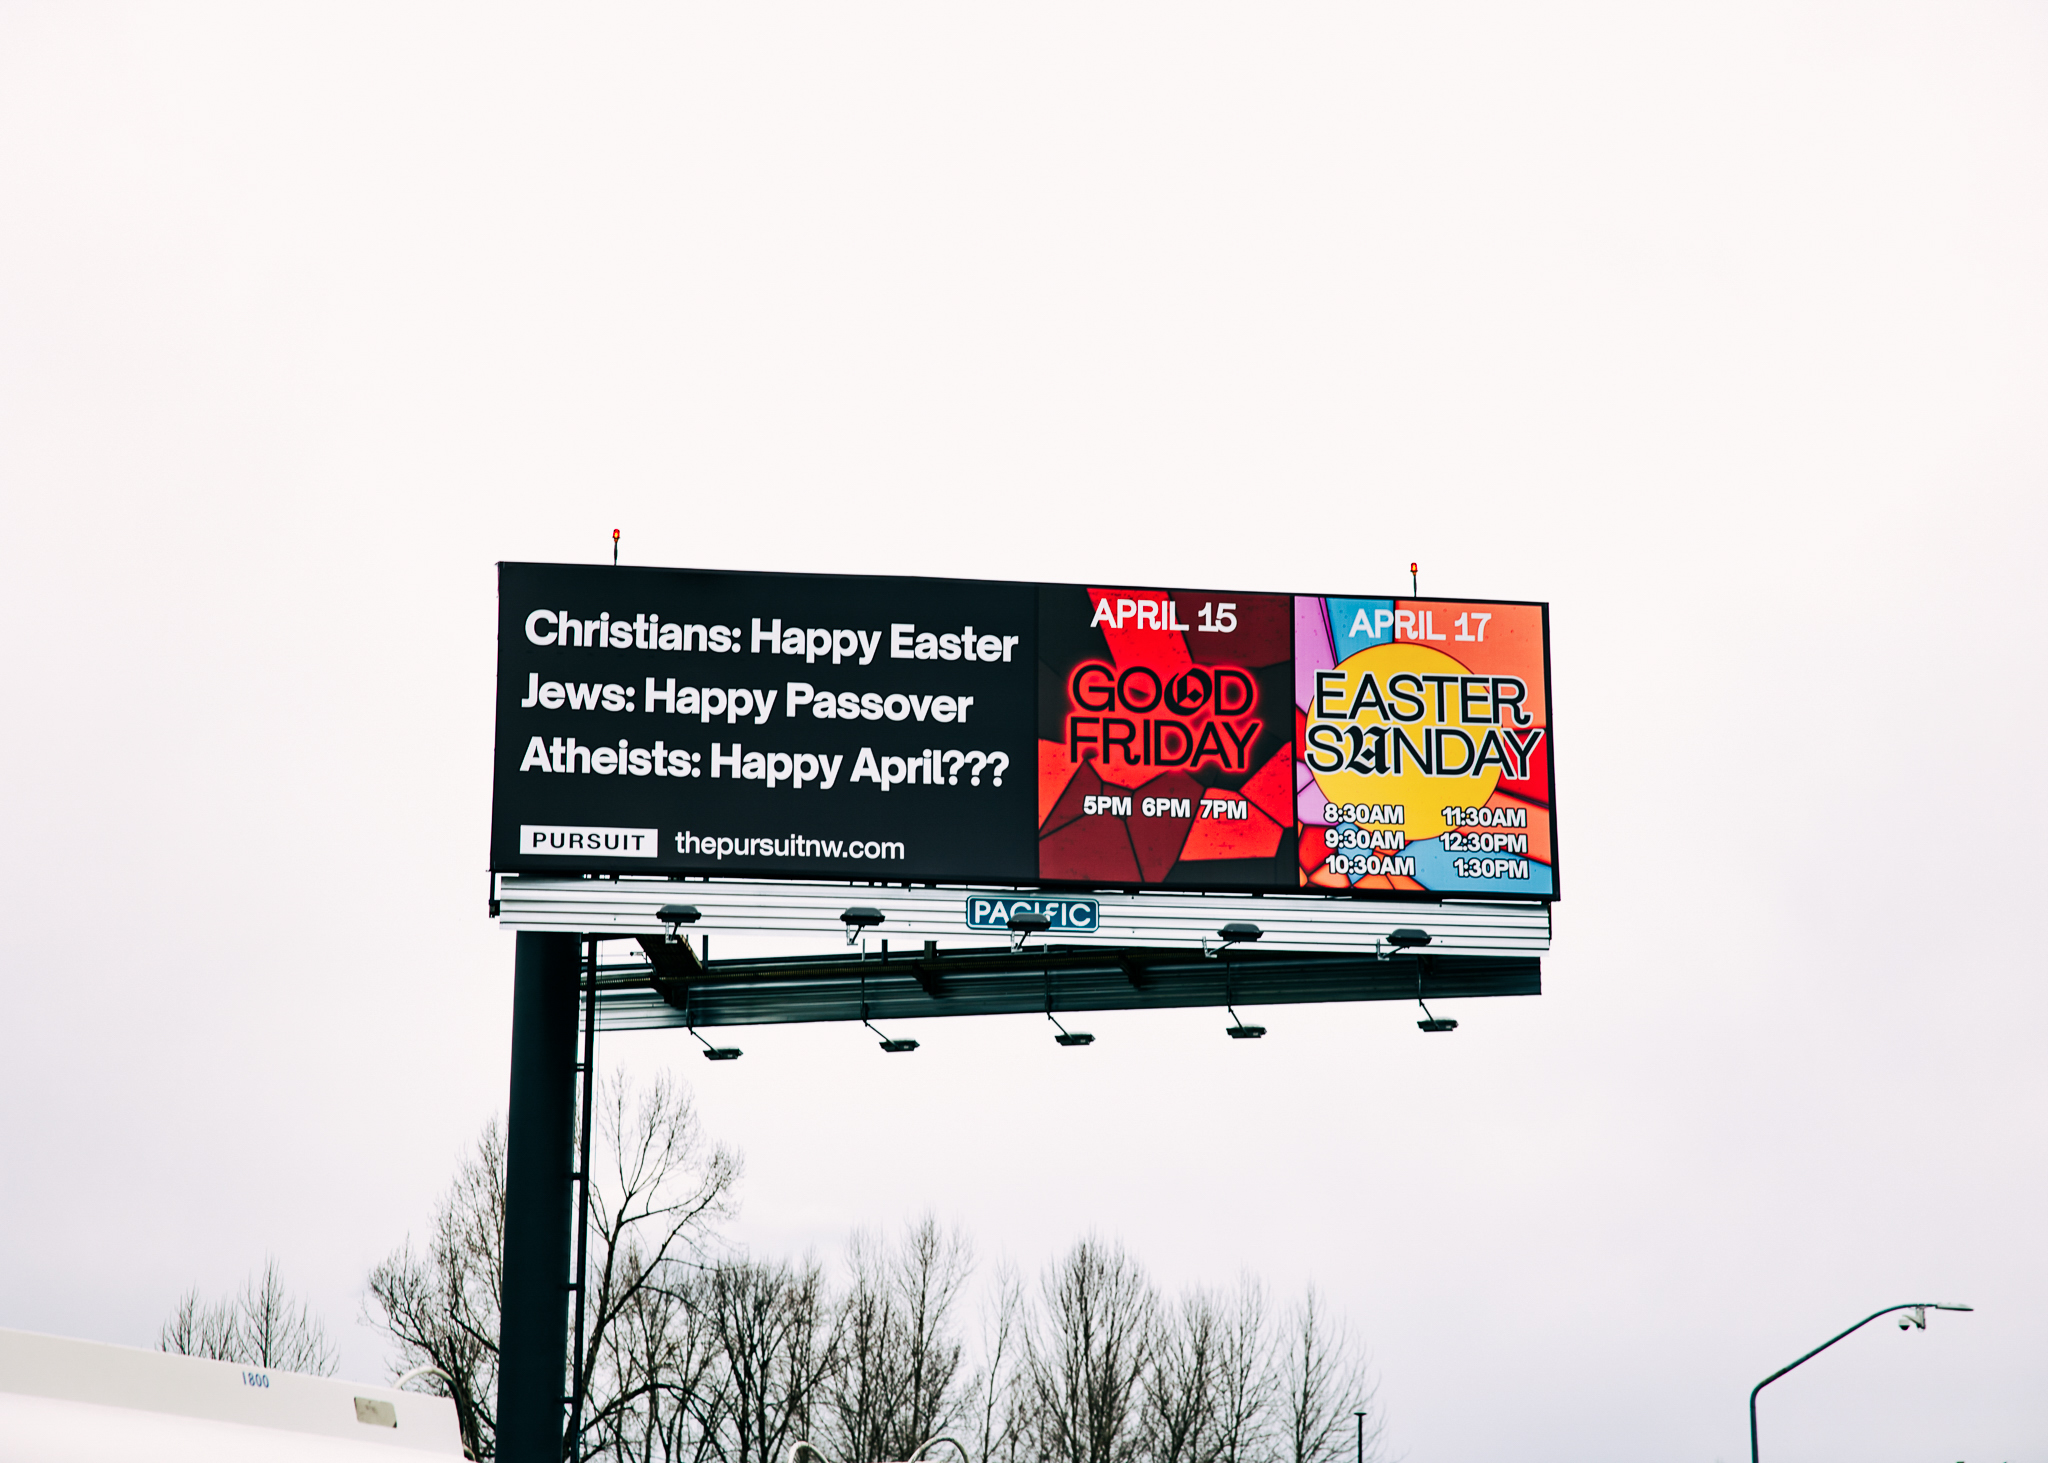 Christians: Happy Easter
Jews: Happy Passover
Atheists: Happy April???
PURSUIT thepursuitnw.com
APRIL 15
GOOD
FRIDAY
5PM 6PM 7PM
APRIL 17
EASTER
SUNDAY
8:30AM 11:30AM
9:30AM 12:30PM
10:30AM 1:30PM
PACIFIC